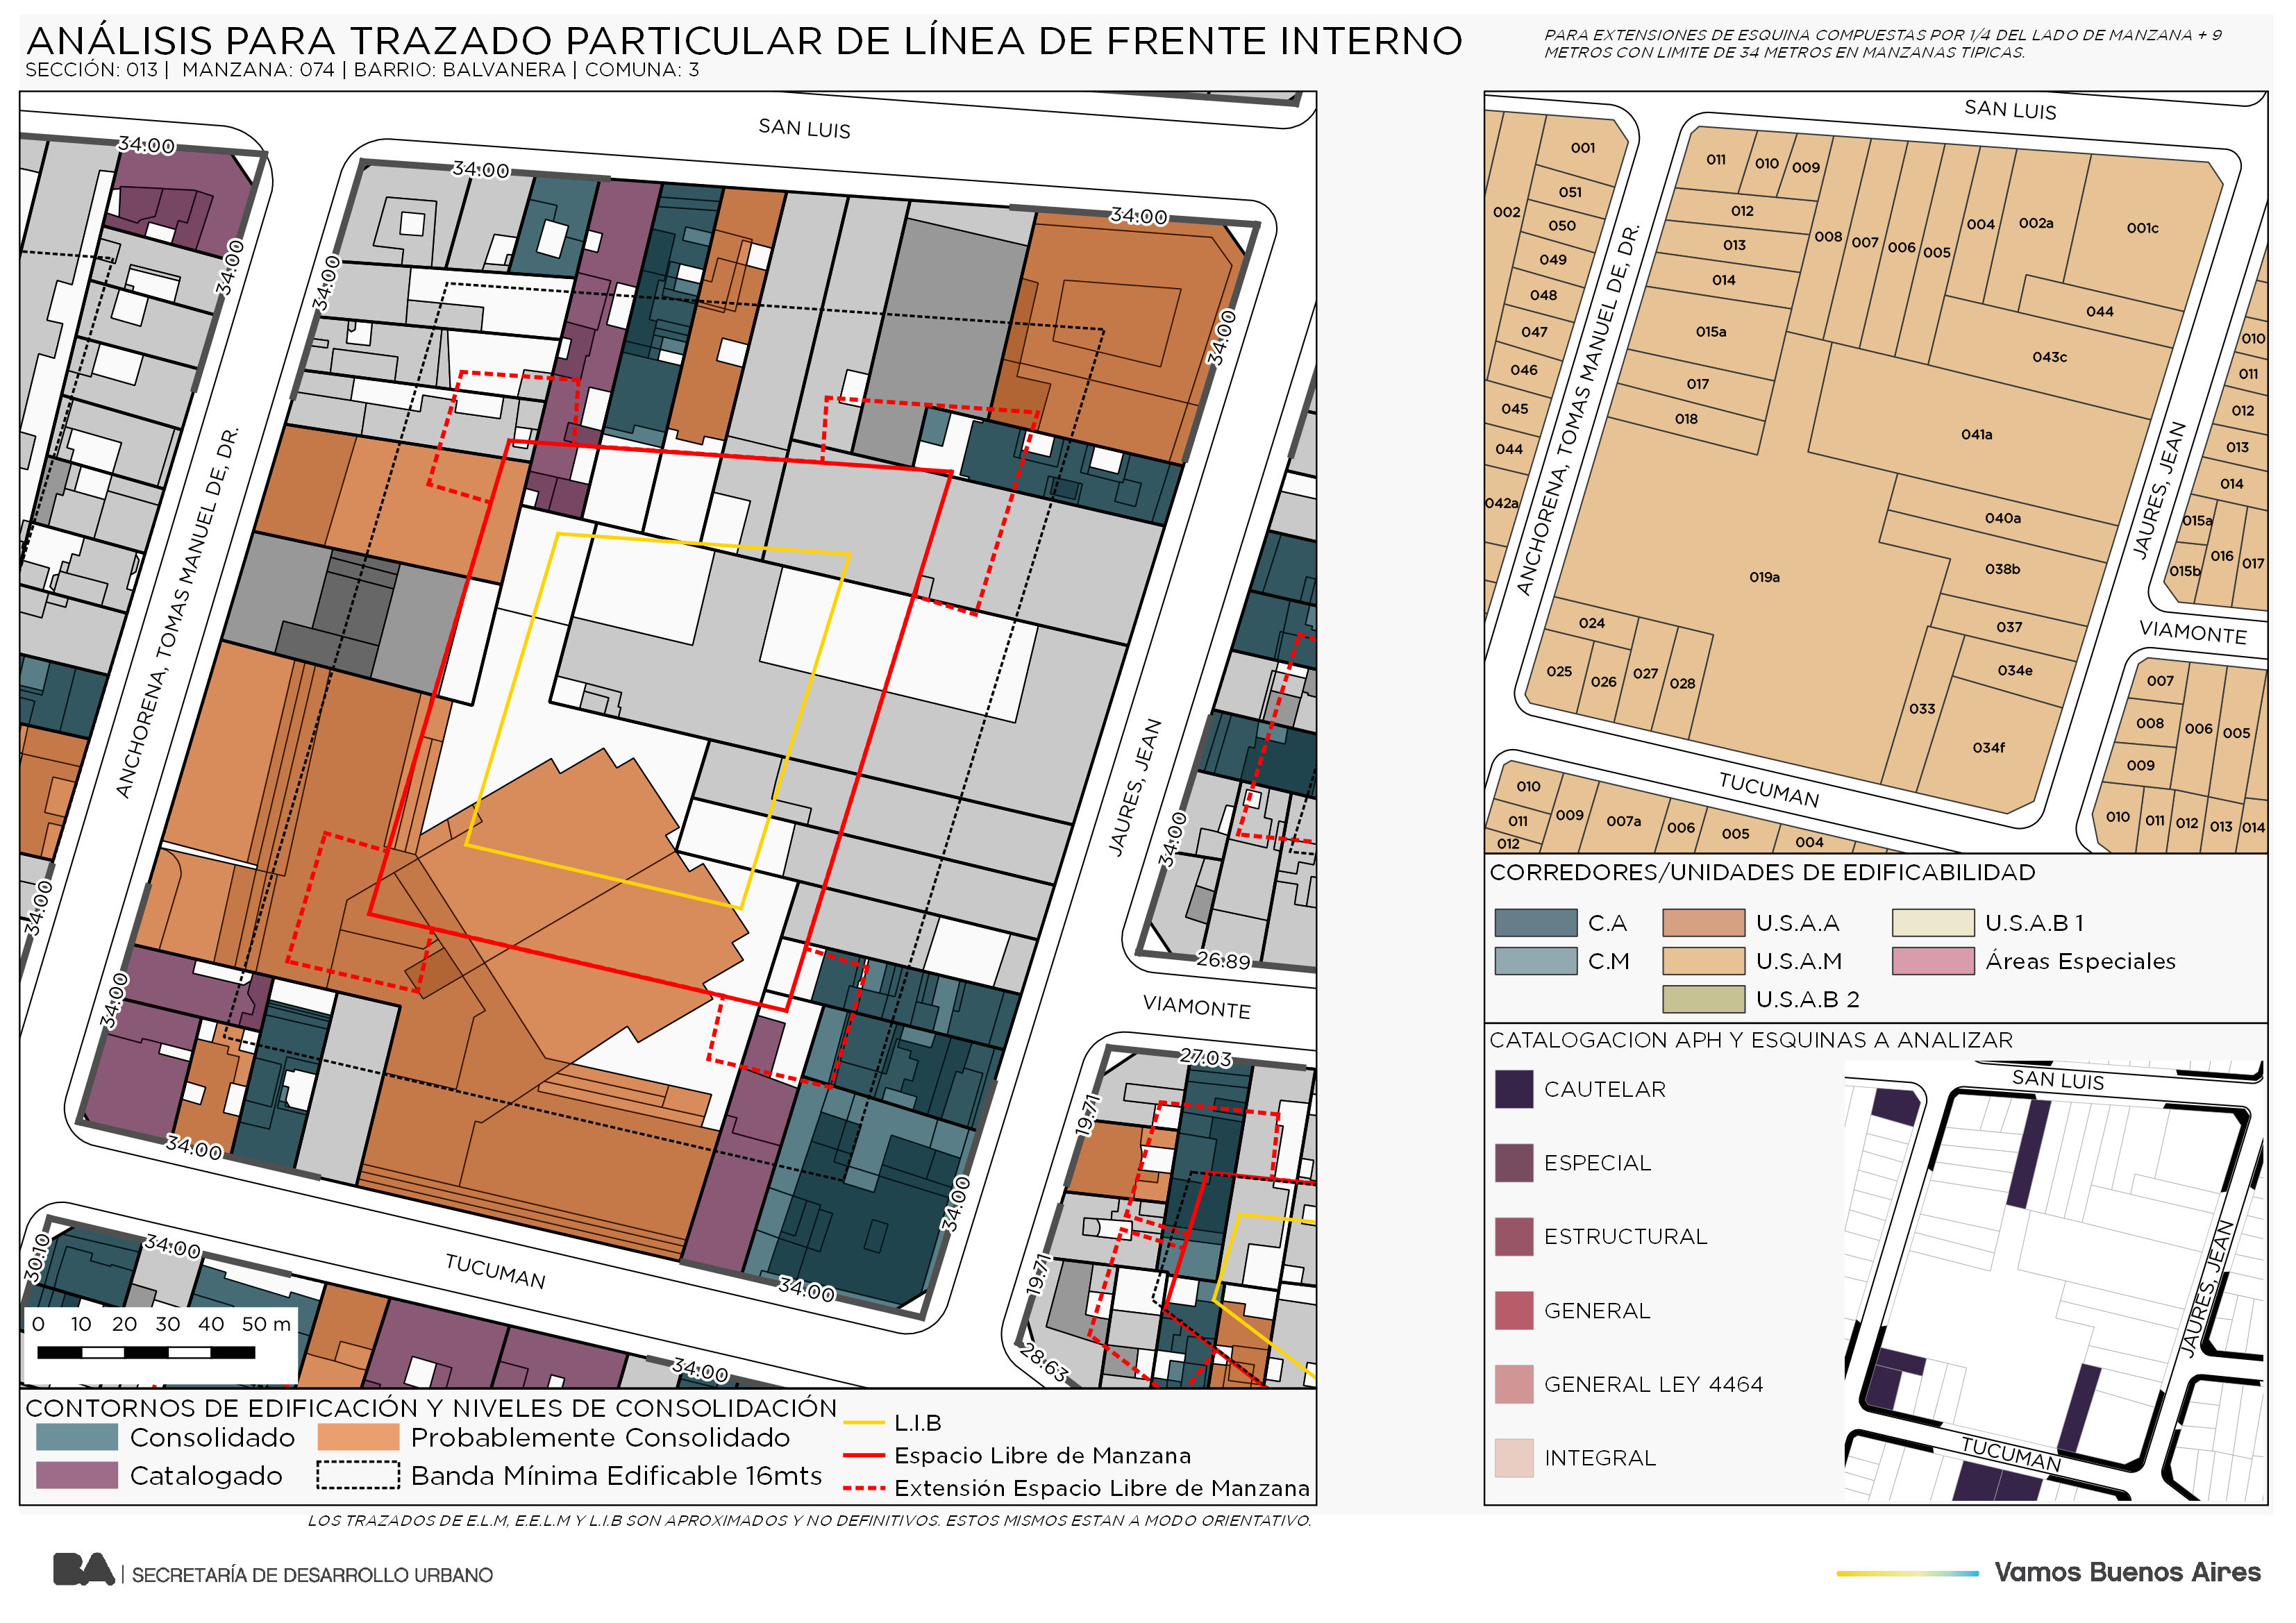 ANÁLISIS PARA TRAZADO PARTICULAR DE LÍNEA DE FRENTE INTERNO
SECCIÓN: 013 | MANZANA: 074 | BARRIO: BALVANERA | COMUNA: 3
PARA EXTENSIONES DE ESQUINA COMPUESTAS POR 1/4 DEL LADO DE MANZANA + 9
METROS CON LIMITE DE 34 METROS EN MANZANAS TIPICAS.
SAN LUIS
34.00
34.00
34.00
34.00
34.00
34.00
ANCHORENA, TOMAS MANUEL DE, DR.
JAURES, JEAN
34.00
34.00
34.00
26.89
VIAMONTE
27.03
19.71
34.00
34.00
34.00
TUCUMAN
30.10
34.00
19.71
28.63
34.00
0 10 20 30 40 50 m
CONTORNOS DE EDIFICACIÓN Y NIVELES DE CONSOLIDACIÓN
Consolidado
Probablemente Consolidado
Catalogado
Banda Mínima Edificable 16mts
L.I.B
Espacio Libre de Manzana
Extensión Espacio Libre de Manzana
LOS TRAZADOS DE E.L.M, E.E.L.M Y L.I.B SON APROXIMADOS Y NO DEFINITIVOS. ESTOS MISMOS ESTAN A MODO ORIENTATIVO.
SAN LUIS
001
051
002
050
049
048
047
046
045
044
042a
011
010
009
012
013
014
015a
017
018
008
007
006
005
004
002a
001c
044
043c
041a
040a
038b
037
034e
034f
033
019a
024
025
026
027
028
ANCHORENA, TOMAS MANUEL DE, DR.
JAURES, JEAN
010
011
012
013
014
015a
015b
016
017
VIAMONTE
007
008
009
006
005
010
011
012
013
014
TUCUMAN
010
011
012
009
007a
006
005
004
CORREDORES/UNIDADES DE EDIFICABILIDAD
C.A
U.S.A.A
U.S.A.B 1
C.M
U.S.A.M
Áreas Especiales
U.S.A.B 2
CATALOGACION APH Y ESQUINAS A ANALIZAR
CAUTELAR
ESPECIAL
ESTRUCTURAL
GENERAL
GENERAL LEY 4464
INTEGRAL
SAN LUIS
JAURES, JEAN
TUCUMAN
BA | SECRETARÍA DE DESARROLLO URBANO
Vamos Buenos Aires